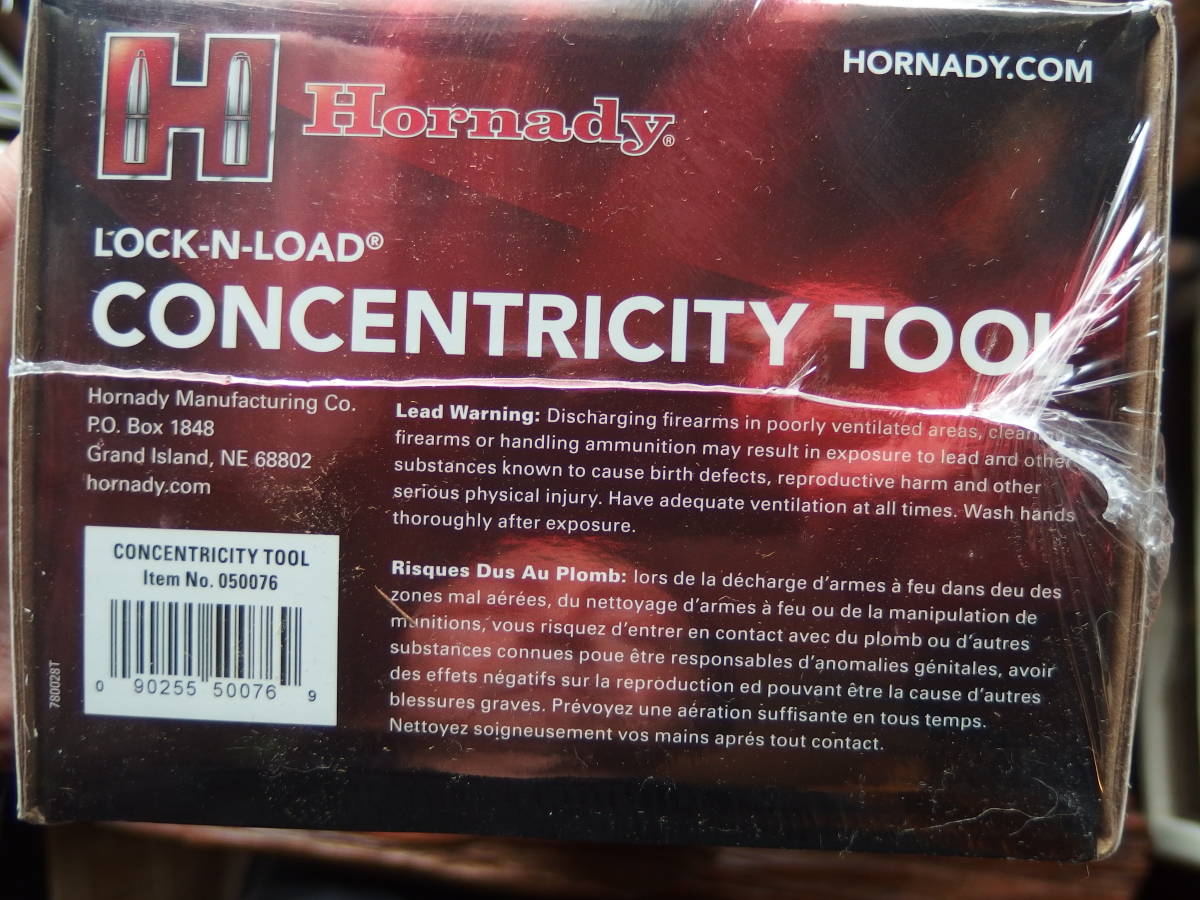 HORNADY.COM
H Hornady®
LOCK-N-LOAD®
CONCENTRICITY TOOL
Hornady Manufacturing Co.
P.O. Box 1848
Grand Island, NE 68802
hornady.com
Lead Warning: Discharging firearms in poorly ventilated areas,
firearms or handling ammunition may result in exposure to lead and other
substances known to cause birth defects, reproductive harm and other
serious physical injury. Have adequate ventilation at all times. Wash hands
thoroughly after exposure.
Risques Dus Au Plomb: lors de la décharge d'armes à feu dans deu des
zones mal aérées, du nettoyage d'armes à feu ou de la manipulation de
munitions, vous risquez d'entrer en contact avec du plomb ou d'autres
substances connues poue être responsables d'anomalies génitales, avoir
des effets négatifs sur la reproduction ed pouvant être la cause d'autres
blessures graves. Prévoyez une aération suffisante en tous temps.
Nettoyez soigneusement vos mains aprés tout contact.
CONCENTRICITY TOOL
Item No. 050076
0 90255 50076 9
780028T